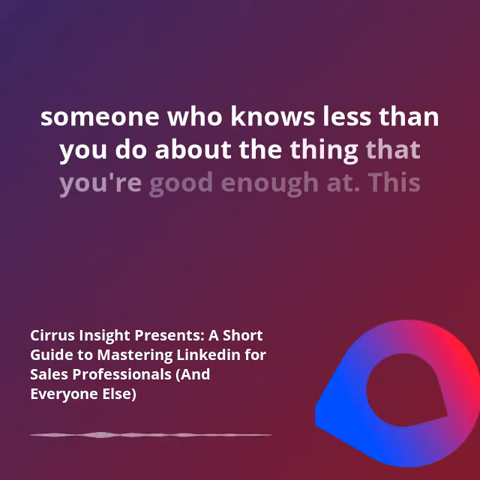 someone who knows less than
you do about the thing that
you're good enough at. This
Cirrus Insight Presents: A Short
Guide to Mastering Linkedin for
Sales Professionals (And
Everyone Else)